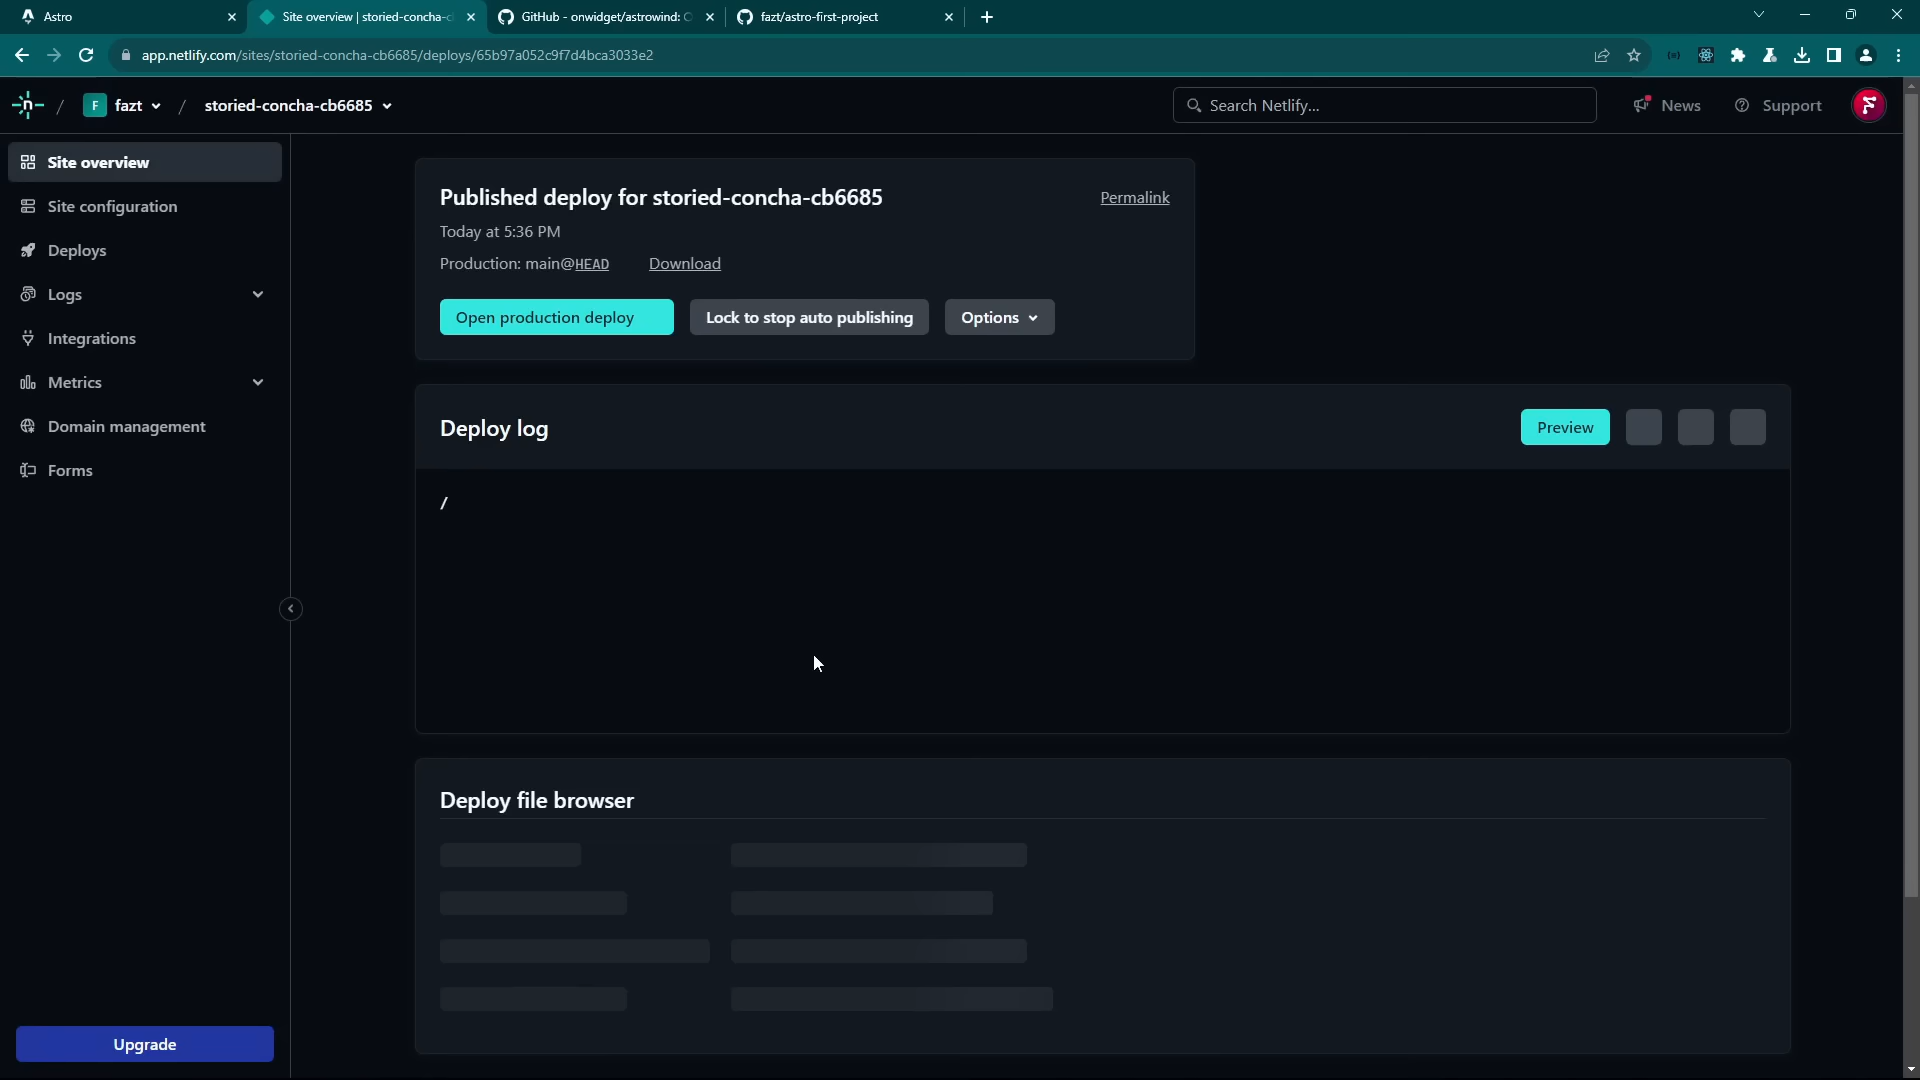 Astro
Site overview | storied-concha-c
GitHub - onwidget/astrowind:
fazt/astro-first-project
app.netlify.com/sites/storied-concha-cb6685/deploys/65b97a052c9f7d4bca3033e2
/ F fazt / storied-concha-cb6685
Search Netlify...
News
Support
Site overview
Site configuration
Deploys
Logs
Integrations
Metrics
Domain management
Forms
Upgrade
Published deploy for storied-concha-cb6685
Permalink
Today at 5:36 PM
Production: main@HEAD Download
Open production deploy
Lock to stop auto publishing
Options
Deploy log
Preview
/
Deploy file browser